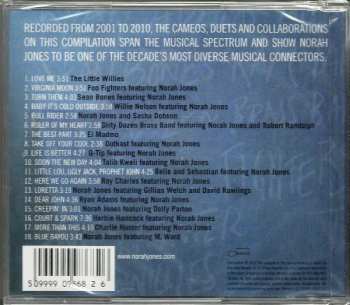 RECORDED FROM 2001 TO 2010, THE CAMEOS, DUETS AND COLLABORATIONS
ON THIS COMPILATION SPAN THE MUSICAL SPECTRUM AND SHOW NORAH
JONES TO BE ONE OF THE DECADE'S MOST DIVERSE MUSICAL CONNECTORS.
1. LOVE ME 3:51 The Little Willies
2. VIRGINIA MOON 3:51 Foo Fighters featuring Norah Jones
3. TURN THEM 4:03 Sean Bones featuring Norah Jones
4. BABY IT'S COLD OUTSIDE Willie Nelson featuring Norah Jones
5. BULL RIDER Norah Jones and Sasha Dobson
6. RULER OF MY HEART Dirty Dozen Brass Band featuring Norah Jones and Robert Randolph
7. THE BEST PART El Madmo
8. TAKE OFF YOUR COOL Outkast featuring Norah Jones
9. LIFE IS BETTER Q-Tip featuring Norah Jones
10. SOON THE NEW DAY Talib Kweli featuring Norah Jones
11. LITTLE LOU, UGLY JACK, PROPHET JOHN Belle and Sebastian featuring Norah Jones
12. HERE WE GO AGAIN Ray Charles featuring Norah Jones
13. LORETTA Norah Jones featuring Gillian Welch and David Rawlings
14. DEAR JOHN Ryan Adams featuring Norah Jones
15. CREEPIN' IN Norah Jones featuring Dolly Parton
16. COURT & SPARK Herbie Hancock featuring Norah Jones
17. MORE THAN THIS Charlie Hunter featuring Norah Jones
18. BLUE BAYOU Norah Jones featuring M. Ward
www.norahjones.com